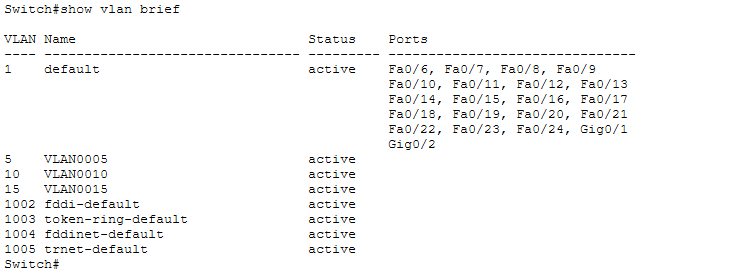 Switch#show vlan brief
VLAN Name                             Status    Ports
---- -------------------------------- --------- -------------------------------
1    default                          active    Fa0/6, Fa0/7, Fa0/8, Fa0/9
                                                Fa0/10, Fa0/11, Fa0/12, Fa0/13
                                                Fa0/14, Fa0/15, Fa0/16, Fa0/17
                                                Fa0/18, Fa0/19, Fa0/20, Fa0/21
                                                Fa0/22, Fa0/23, Fa0/24, Gig0/1
                                                Gig0/2
5    VLAN0005                         active
10   VLAN0010                         active
15   VLAN0015                         active
1002 fddi-default                     active
1003 token-ring-default               active
1004 fddinet-default                  active
1005 trnet-default                    active
Switch#